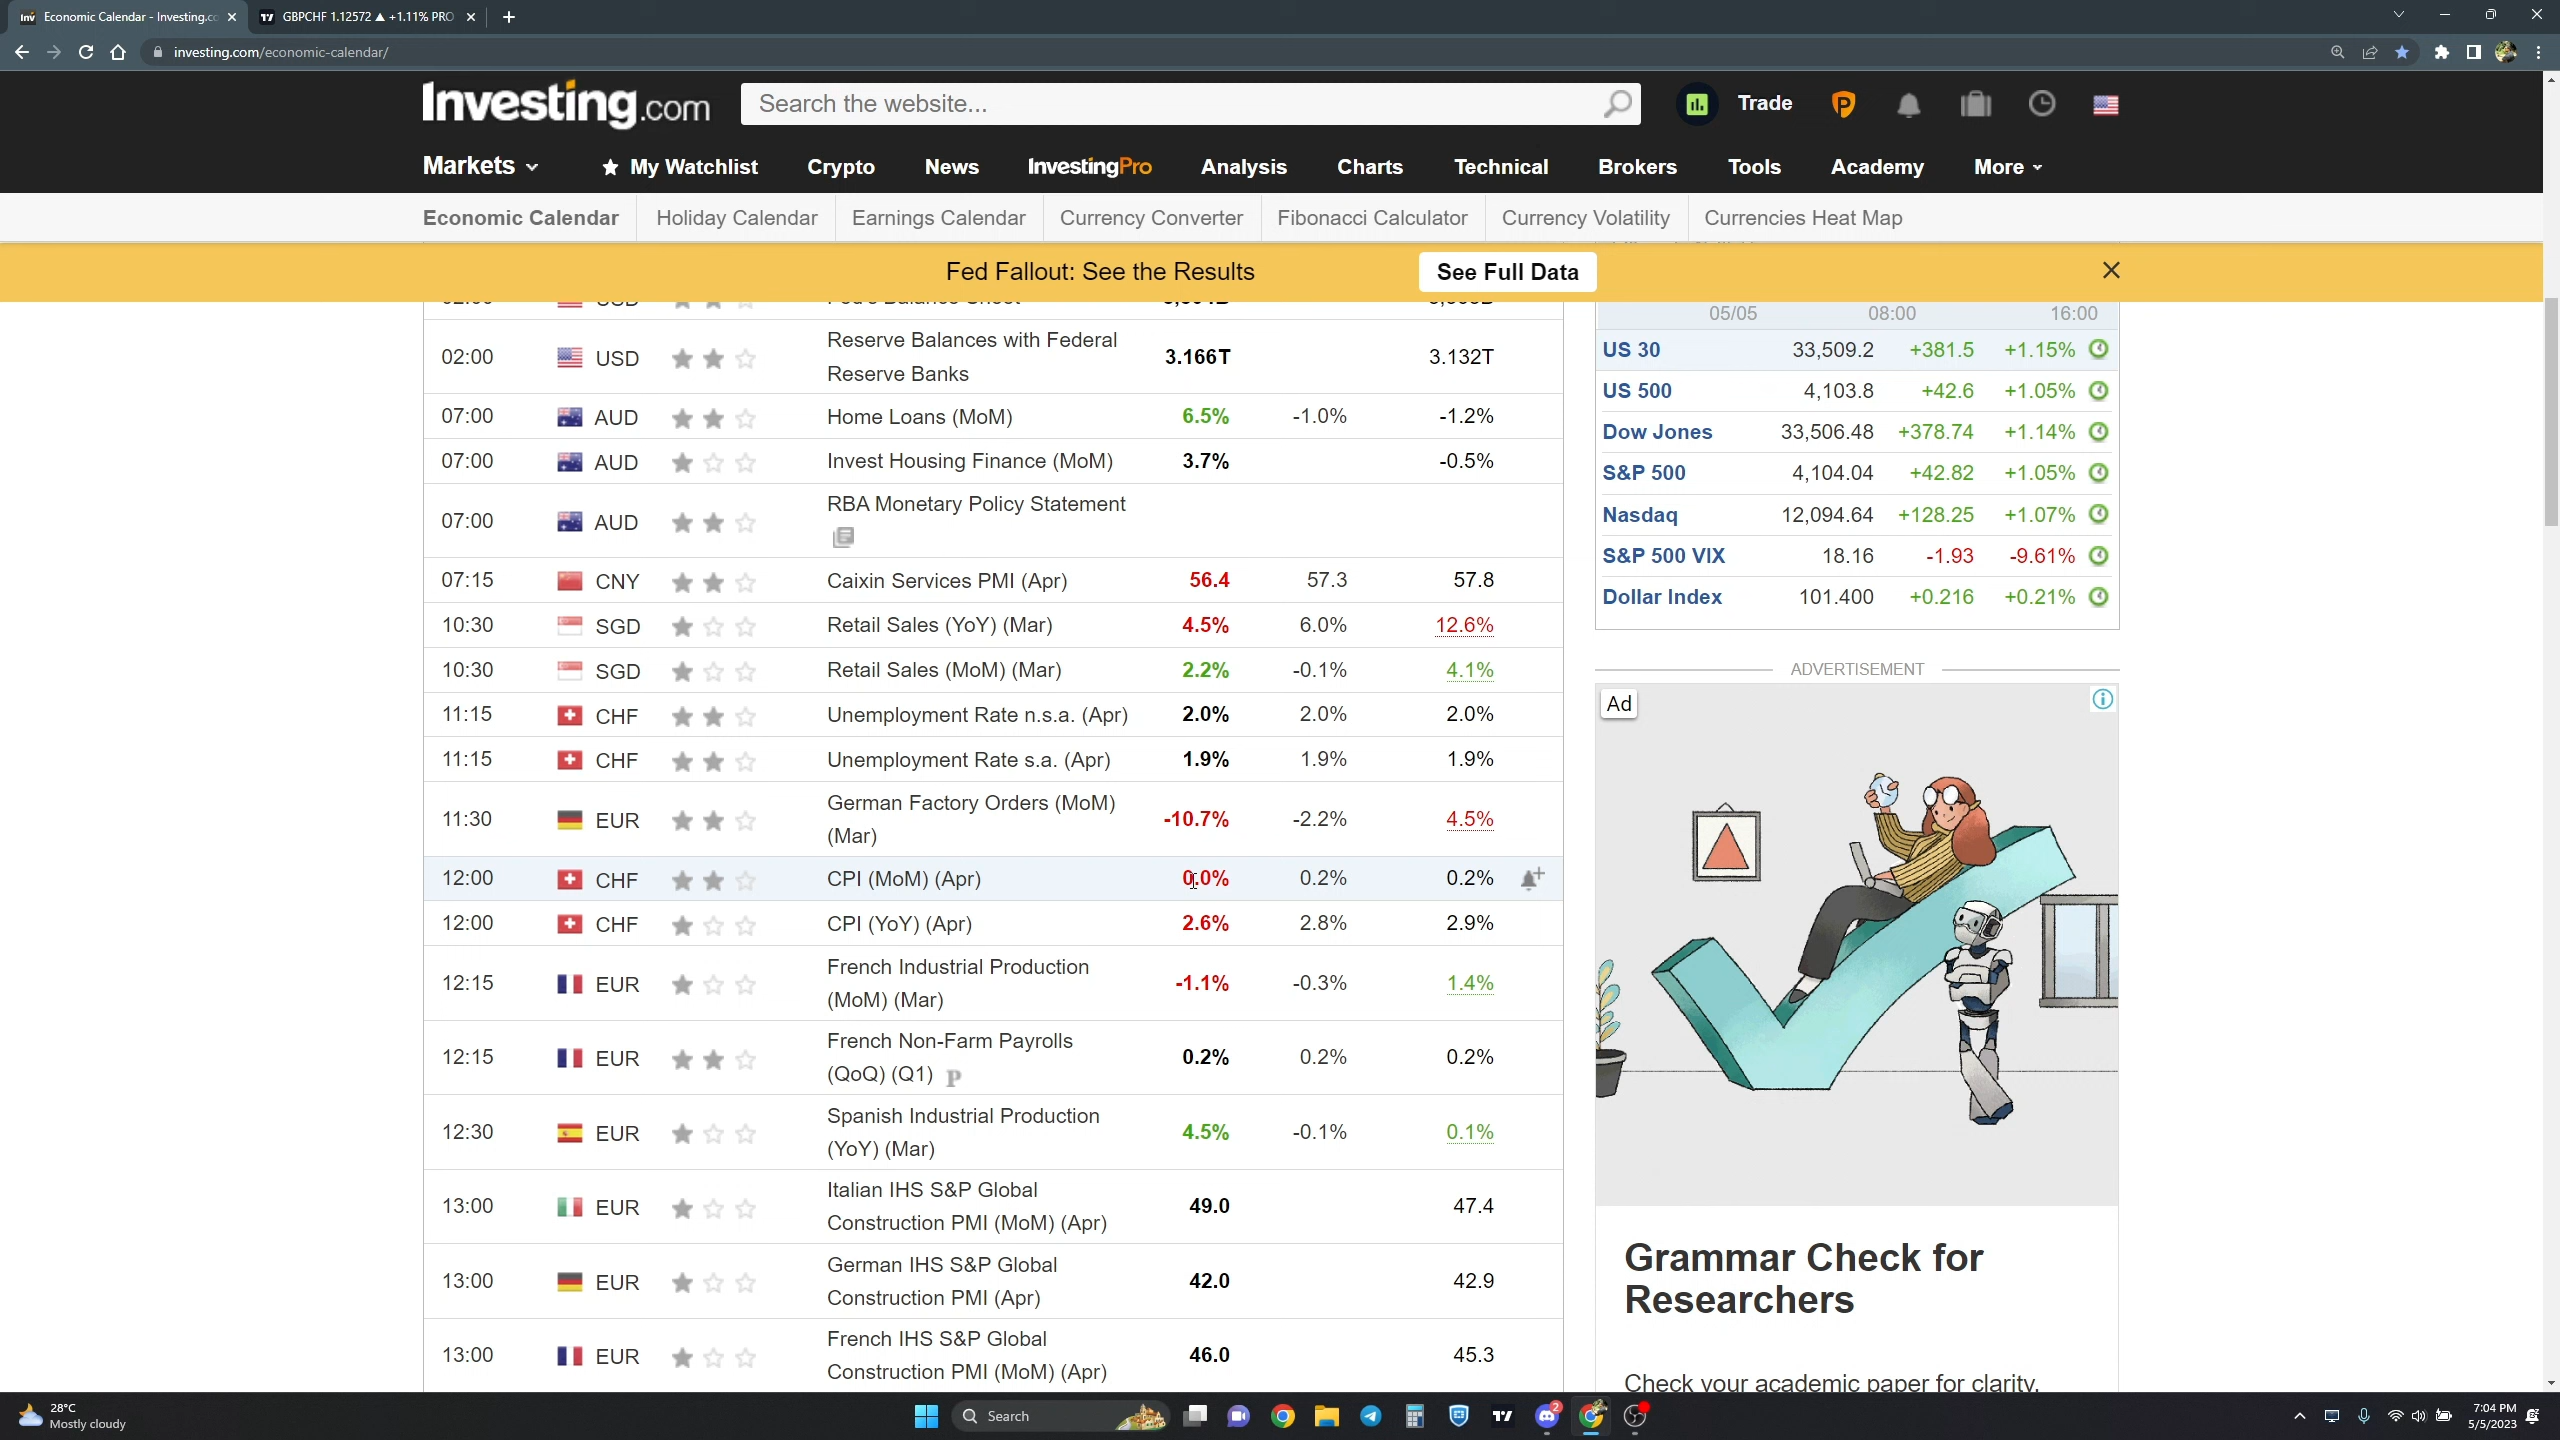 Economic Calendar - Investing.co
GBPCHF 1.12572 ▲ +1.11% PRO
investing.com/economic-calendar/
Investing.com
Search the website...
Trade
Markets
My Watchlist
Crypto
News
InvestingPro
Analysis
Charts
Technical
Brokers
Tools
Academy
More
Economic Calendar
Holiday Calendar
Earnings Calendar
Currency Converter
Fibonacci Calculator
Currency Volatility
Currencies Heat Map
Fed Fallout: See the Results
See Full Data
02:00 USD Reserve Balances with Federal 3.166T 3.132T
Reserve Banks
07:00 AUD Home Loans (MoM) 6.5% -1.0% -1.2%
07:00 AUD Invest Housing Finance (MoM) 3.7% -0.5%
07:00 AUD RBA Monetary Policy Statement
07:15 CNY Caixin Services PMI (Apr) 56.4 57.3 57.8
10:30 SGD Retail Sales (YoY) (Mar) 4.5% 6.0% 12.6%
10:30 SGD Retail Sales (MoM) (Mar) 2.2% -0.1% 4.1%
11:15 CHF Unemployment Rate n.s.a. (Apr) 2.0% 2.0% 2.0%
11:15 CHF Unemployment Rate s.a. (Apr) 1.9% 1.9% 1.9%
11:30 EUR German Factory Orders (MoM) -10.7% -2.2% 4.5%
(Mar)
12:00 CHF CPI (MoM) (Apr) 0.0% 0.2% 0.2%
12:00 CHF CPI (YoY) (Apr) 2.6% 2.8% 2.9%
12:15 EUR French Industrial Production -1.1% -0.3% 1.4%
(MoM) (Mar)
12:15 EUR French Non-Farm Payrolls 0.2% 0.2% 0.2%
(QoQ) (Q1) P
12:30 EUR Spanish Industrial Production 4.5% -0.1% 0.1%
(YoY) (Mar)
13:00 EUR Italian IHS S&P Global 49.0 47.4
Construction PMI (MoM) (Apr)
13:00 EUR German IHS S&P Global 42.0 42.9
Construction PMI (Apr)
13:00 EUR French IHS S&P Global 46.0 45.3
Construction PMI (MoM) (Apr)
05/05 08:00 16:00
US 30 33,509.2 +381.5 +1.15%
US 500 4,103.8 +42.6 +1.05%
Dow Jones 33,506.48 +378.74 +1.14%
S&P 500 4,104.04 +42.82 +1.05%
Nasdaq 12,094.64 +128.25 +1.07%
S&P 500 VIX 18.16 -1.93 -9.61%
Dollar Index 101.400 +0.216 +0.21%
ADVERTISEMENT
Ad
Grammar Check for
Researchers
Check your academic paper for clarity,
28°C
Mostly cloudy
Search
2
7:04 PM
5/5/2023